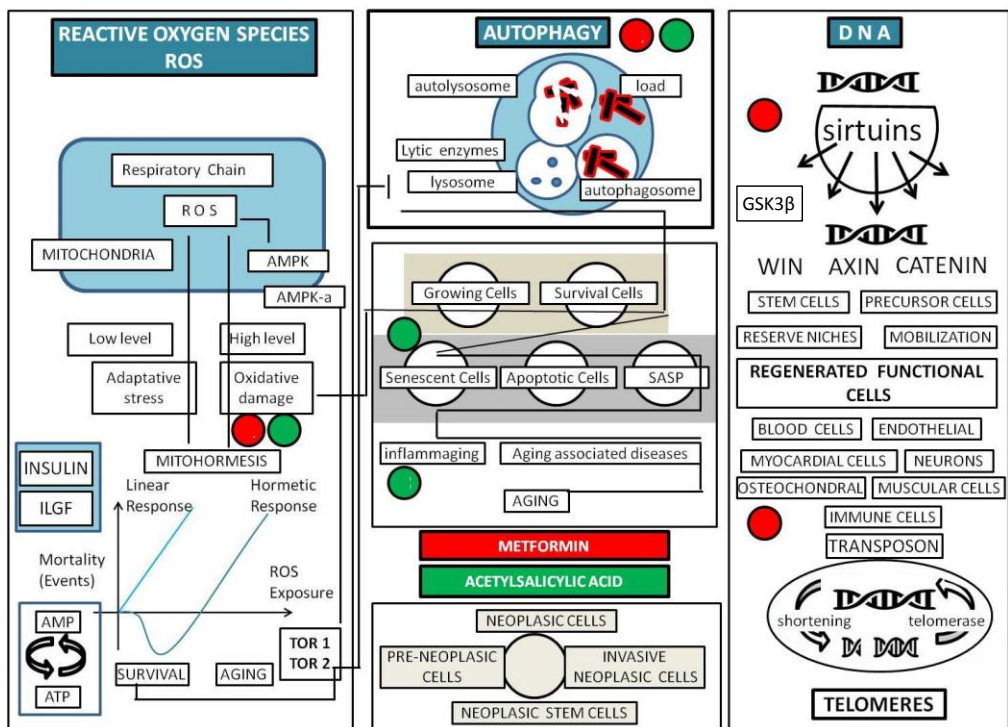 REACTIVE OXYGEN SPECIES
ROS
Respiratory Chain
R O S
MITOCHONDRIA
AMPK
AMPK-a
Low level
High level
Adaptative
stress
Oxidative
damage
MITOHORMESIS
INSULIN
ILGF
Linear
Response
Hormetic
Response
Mortality
(Events)
ROS
Exposure
AMP
ATP
SURVIVAL
AGING
TOR 1
TOR 2
AUTOPHAGY
autolysosome
load
Lytic enzymes
lysosome
autophagosome
Growing Cells
Survival Cells
Senescent Cells
Apoptotic Cells
SASP
inflammaging
Aging associated diseases
AGING
METFORMIN
ACETYLSALICYLIC ACID
NEOPLASIC CELLS
PRE-NEOPLASIC
CELLS
INVASIVE
NEOPLASIC CELLS
NEOPLASIC STEM CELLS
D N A
sirtuins
GSK3β
WIN AXIN CATENIN
STEM CELLS
PRECURSOR CELLS
RESERVE NICHES
MOBILIZATION
REGENERATED FUNCTIONAL
CELLS
BLOOD CELLS
ENDOTHELIAL
MYOCARDIAL CELLS
NEURONS
OSTEOCHONDRAL
MUSCULAR CELLS
IMMUNE CELLS
TRANSPOSON
shortening
telomerase
TELOMERES